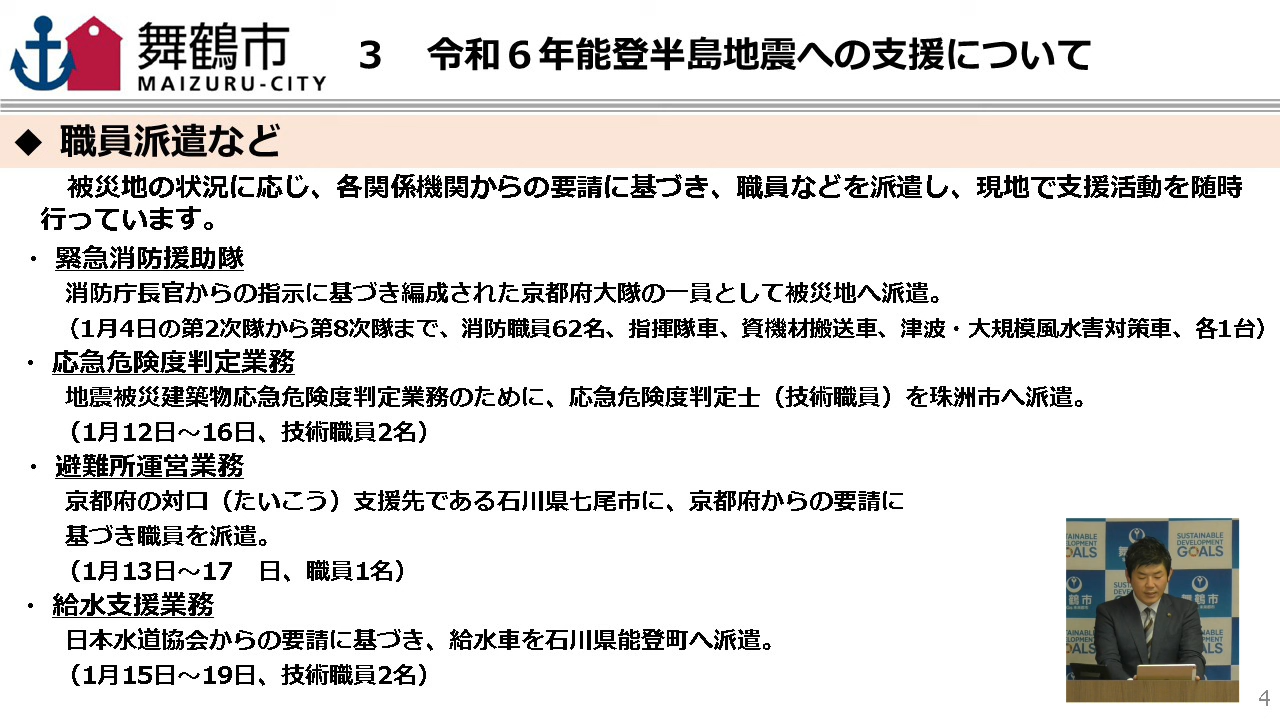 舞鶴市
MAIZURU-CITY
3　令和6年能登半島地震への支援について
◆ 職員派遣など
被災地の状況に応じ、各関係機関からの要請に基づき、職員などを派遣し、現地で支援活動を随時
行っています。
・ 緊急消防援助隊
消防庁長官からの指示に基づき編成された京都府大隊の一員として被災地へ派遣。
（1月4日の第2次隊から第8次隊まで、消防職員62名、指揮隊車、資機材搬送車、津波・大規模風水害対策車、各1台）
・ 応急危険度判定業務
地震被災建築物応急危険度判定業務のために、応急危険度判定士（技術職員）を珠洲市へ派遣。
（1月12日～16日、技術職員2名）
・ 避難所運営業務
京都府の対口（たいこう）支援先である石川県七尾市に、京都府からの要請に
基づき職員を派遣。
（1月13日～17　日、職員1名）
・ 給水支援業務
日本水道協会からの要請に基づき、給水車を石川県能登町へ派遣。
（1月15日～19日、技術職員2名）
SUSTAINABLE
DEVELOPMENT
GOALS
舞鶴市
4